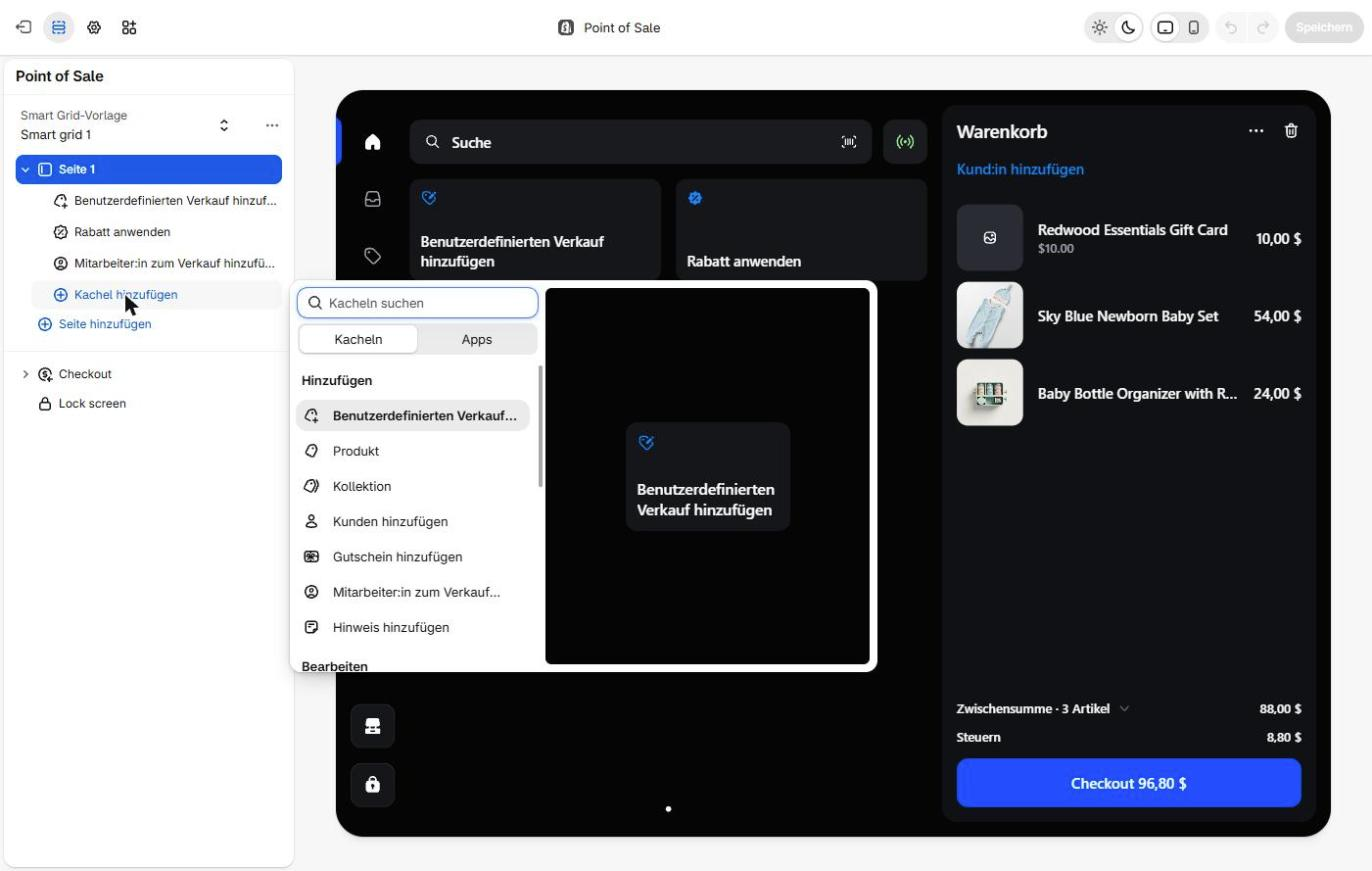 Point of Sale
Speichern
Point of Sale
Smart Grid-Vorlage
Smart grid 1
Seite 1
Benutzerdefinierten Verkauf hinzuf...
Rabatt anwenden
Mitarbeiter:in zum Verkauf hinzufü...
Kachel hinzufügen
Seite hinzufügen
Checkout
Lock screen
Suche
Benutzerdefinierten Verkauf
hinzufügen
Rabatt anwenden
Kacheln suchen
Kacheln
Apps
Hinzufügen
Benutzerdefinierten Verkauf...
Produkt
Kollektion
Kunden hinzufügen
Gutschein hinzufügen
Mitarbeiter:in zum Verkauf...
Hinweis hinzufügen
Bearbeiten
Benutzerdefinierten
Verkauf hinzufügen
Warenkorb
Kund:in hinzufügen
Redwood Essentials Gift Card
$10.00
10,00 $
Sky Blue Newborn Baby Set
54,00 $
Baby Bottle Organizer with R...
24,00 $
Zwischensumme · 3 Artikel
88,00 $
Steuern
8,80 $
Checkout 96,80 $